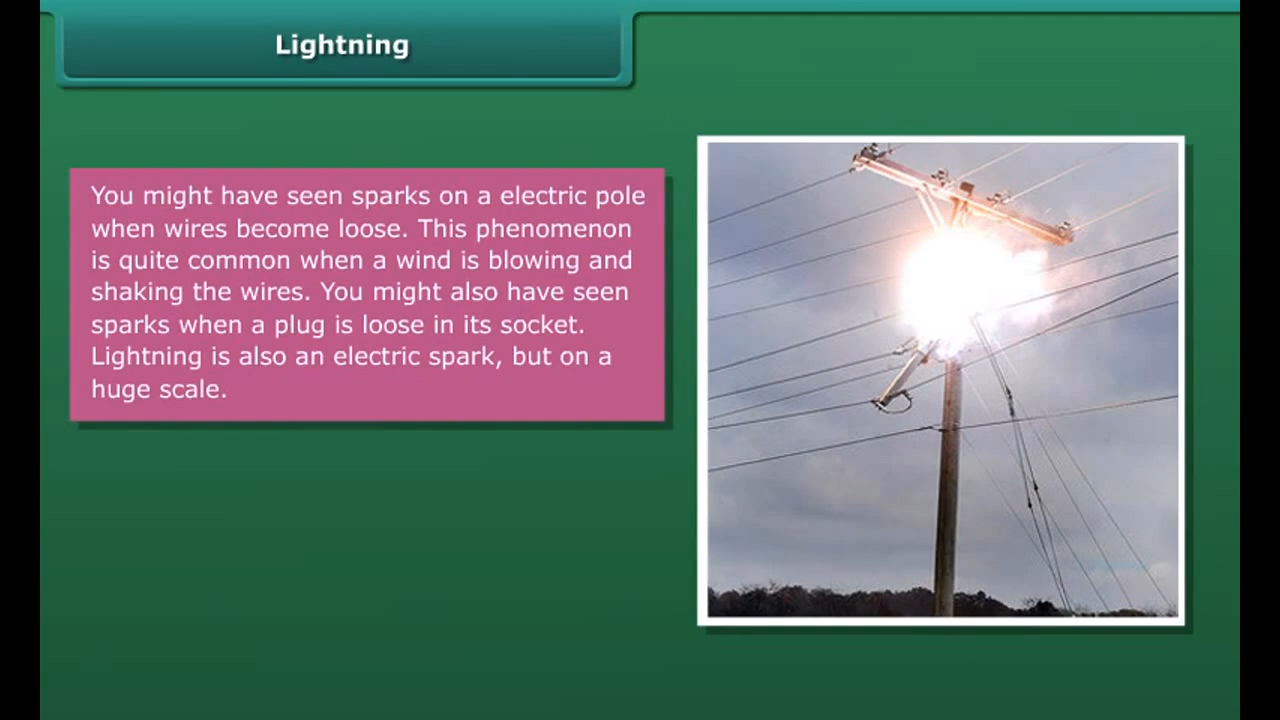 Lightning
You might have seen sparks on a electric pole
when wires become loose. This phenomenon
is quite common when a wind is blowing and
shaking the wires. You might also have seen
sparks when a plug is loose in its socket.
Lightning is also an electric spark, but on a
huge scale.